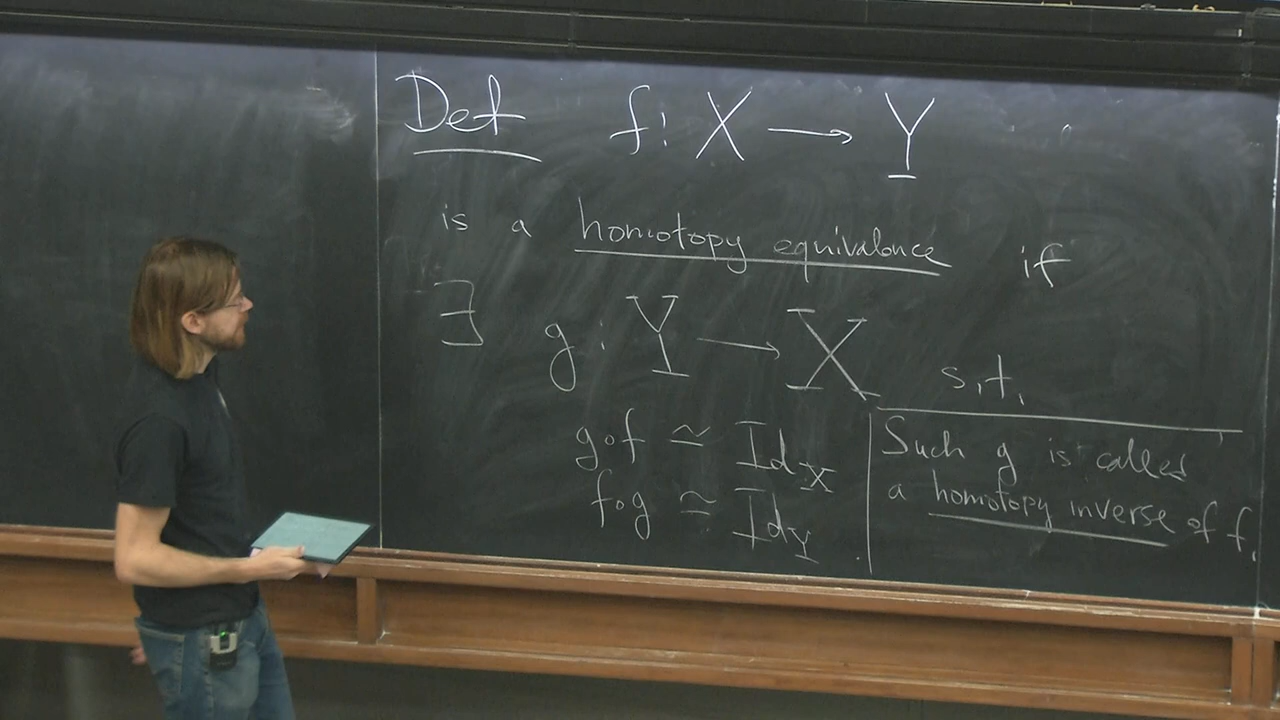 Def f: X → Y
is a homotopy equivalence if
∃ g: Y → X s.t.
g∘f ≃ Id_X
f∘g ≃ Id_Y.
Such g is called
a homotopy inverse of f.